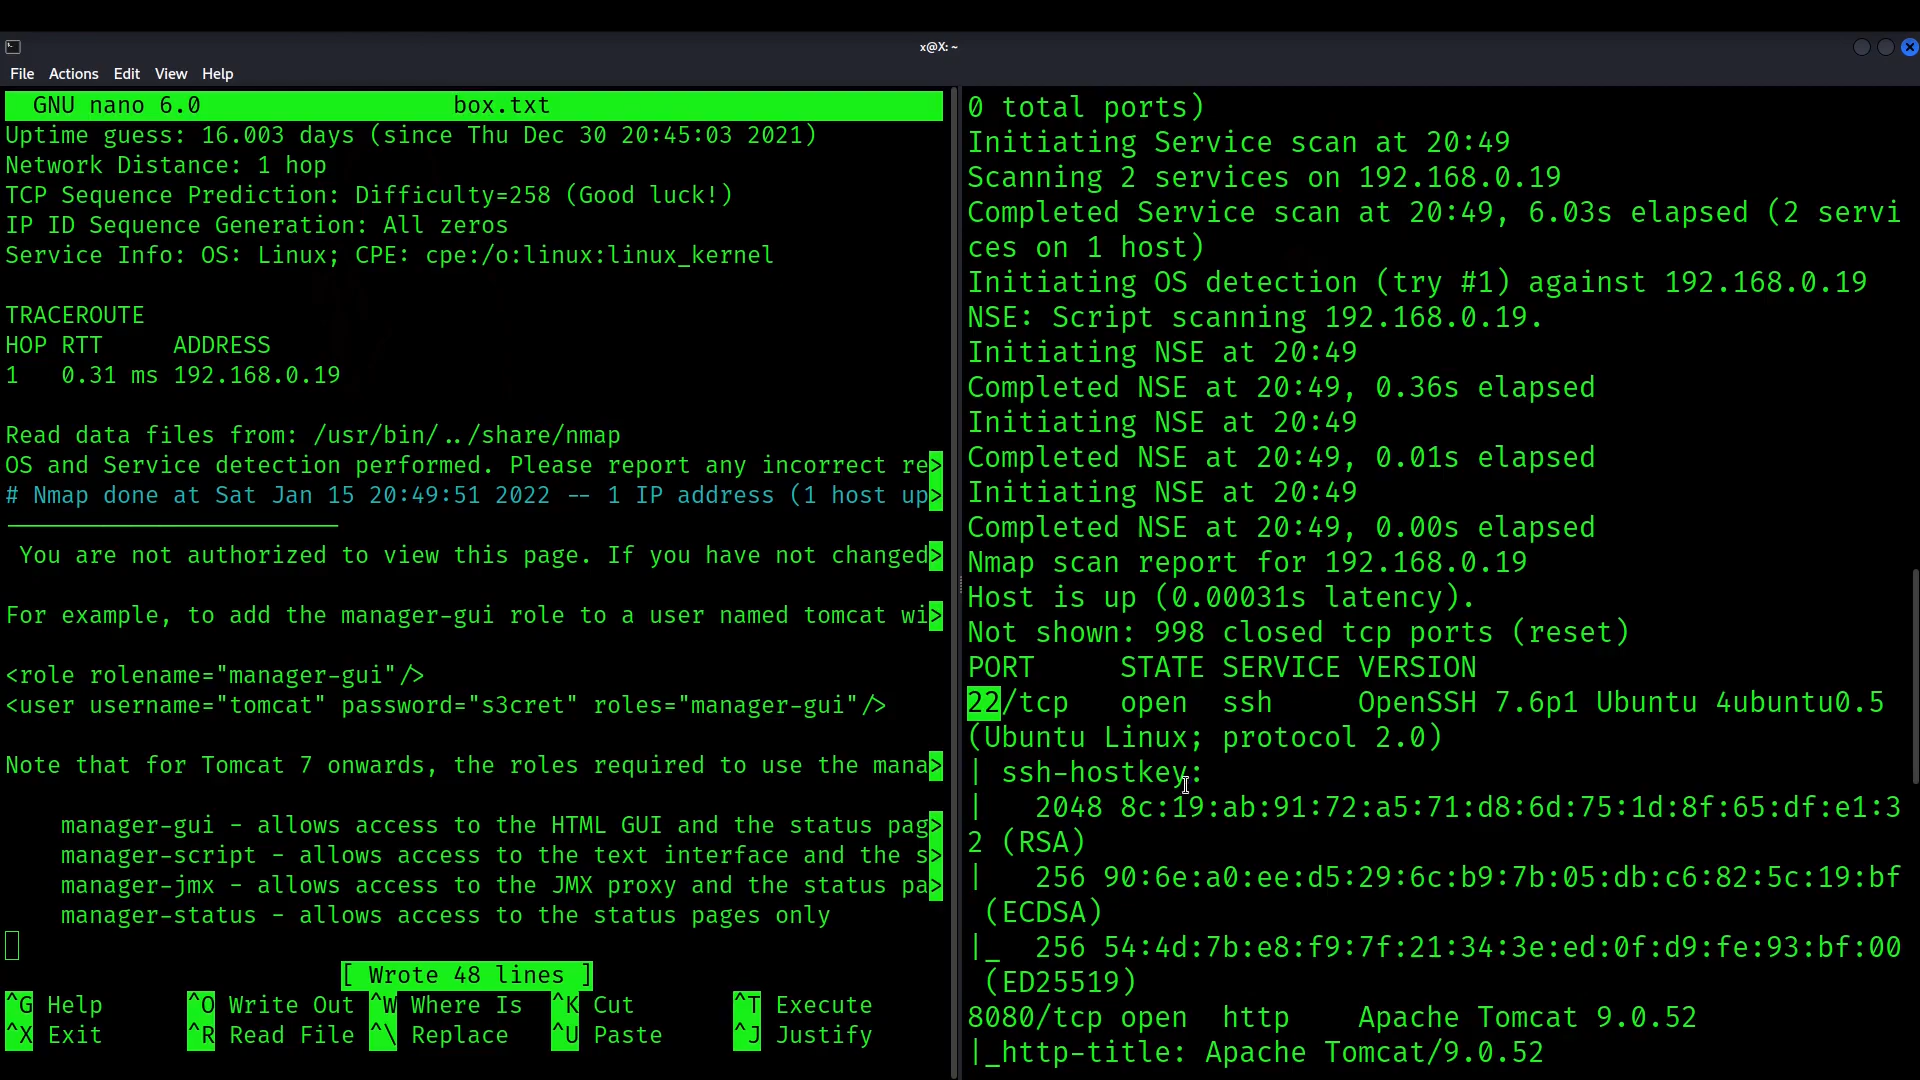 x@X: ~
File Actions Edit View Help
GNU nano 6.0 box.txt
Uptime guess: 16.003 days (since Thu Dec 30 20:45:03 2021)
Network Distance: 1 hop
TCP Sequence Prediction: Difficulty=258 (Good luck!)
IP ID Sequence Generation: All zeros
Service Info: OS: Linux; CPE: cpe:/o:linux:linux_kernel
TRACEROUTE
HOP RTT ADDRESS
1 0.31 ms 192.168.0.19
Read data files from: /usr/bin/../share/nmap
OS and Service detection performed. Please report any incorrect re>
# Nmap done at Sat Jan 15 20:49:51 2022 -- 1 IP address (1 host up>
You are not authorized to view this page. If you have not changed>
For example, to add the manager-gui role to a user named tomcat wi>
<role rolename="manager-gui"/>
<user username="tomcat" password="s3cret" roles="manager-gui"/>
Note that for Tomcat 7 onwards, the roles required to use the mana>
manager-gui - allows access to the HTML GUI and the status pag>
manager-script - allows access to the text interface and the s>
manager-jmx - allows access to the JMX proxy and the status pa>
manager-status - allows access to the status pages only
[ Wrote 48 lines ]
^G Help ^O Write Out ^W Where Is ^K Cut ^T Execute
^X Exit ^R Read File ^\ Replace ^U Paste ^J Justify
0 total ports)
Initiating Service scan at 20:49
Scanning 2 services on 192.168.0.19
Completed Service scan at 20:49, 6.03s elapsed (2 servi
ces on 1 host)
Initiating OS detection (try #1) against 192.168.0.19
NSE: Script scanning 192.168.0.19.
Initiating NSE at 20:49
Completed NSE at 20:49, 0.36s elapsed
Initiating NSE at 20:49
Completed NSE at 20:49, 0.01s elapsed
Initiating NSE at 20:49
Completed NSE at 20:49, 0.00s elapsed
Nmap scan report for 192.168.0.19
Host is up (0.00031s latency).
Not shown: 998 closed tcp ports (reset)
PORT STATE SERVICE VERSION
22/tcp open ssh OpenSSH 7.6p1 Ubuntu 4ubuntu0.5
(Ubuntu Linux; protocol 2.0)
| ssh-hostkey:
| 2048 8c:19:ab:91:72:a5:71:d8:6d:75:1d:8f:65:df:e1:3
2 (RSA)
| 256 90:6e:a0:ee:d5:29:6c:b9:7b:05:db:c6:82:5c:19:bf
(ECDSA)
|_ 256 54:4d:7b:e8:f9:7f:21:34:3e:ed:0f:d9:fe:93:bf:00
(ED25519)
8080/tcp open http Apache Tomcat 9.0.52
|_http-title: Apache Tomcat/9.0.52